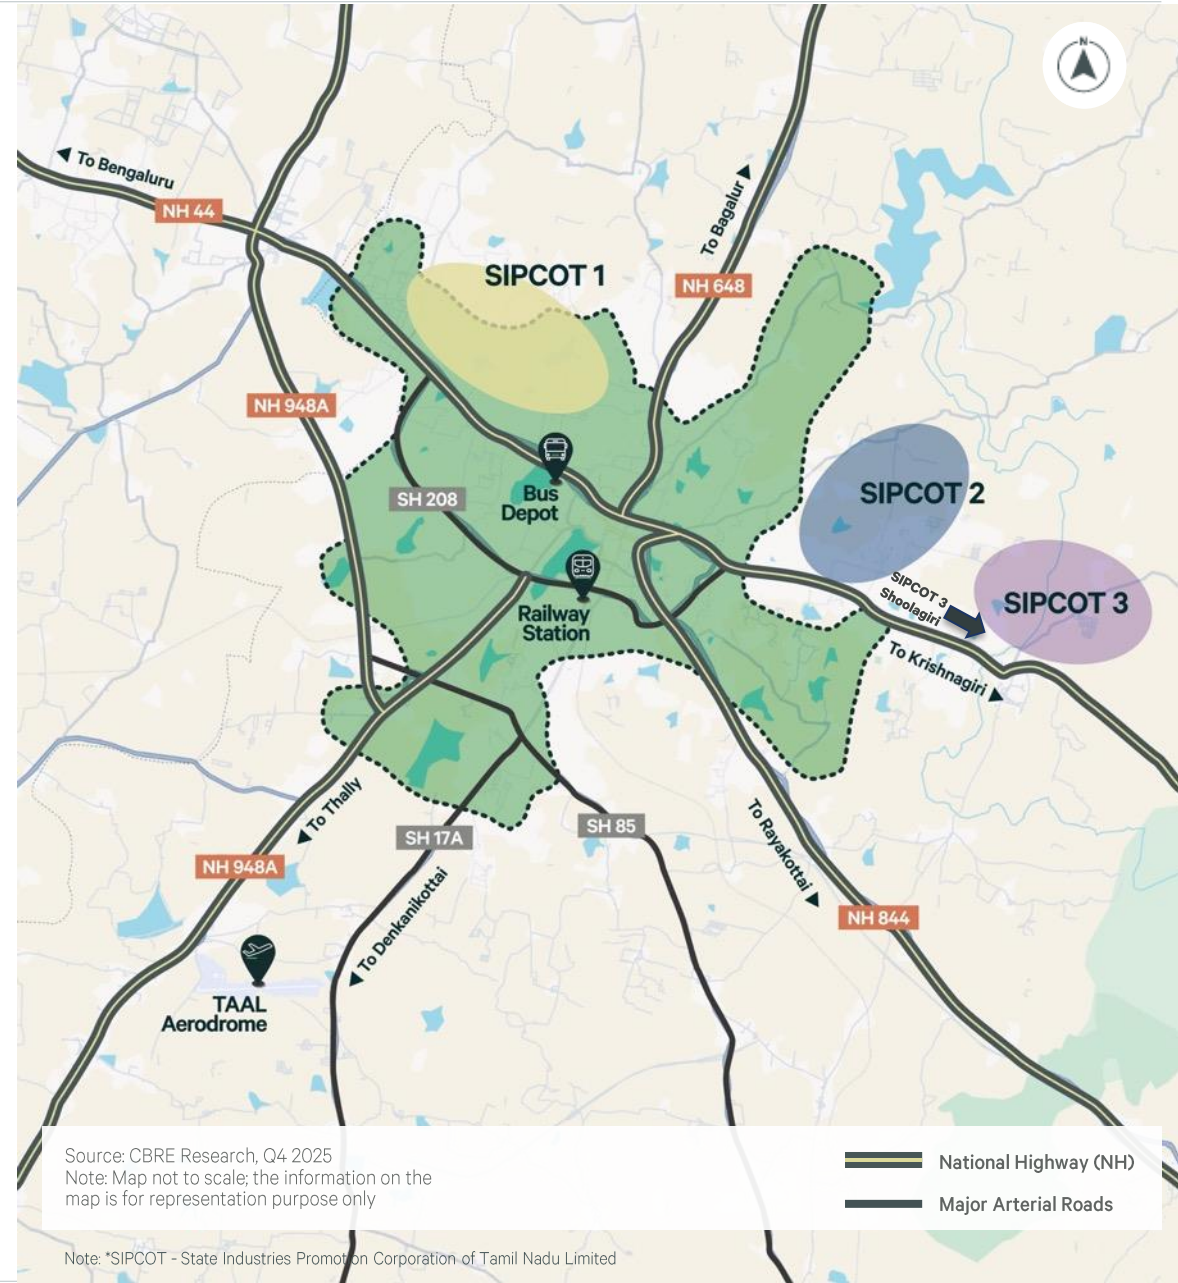 N
To Bengaluru
NH 44
To Bagalur
SIPCOT 1
NH 648
NH 948A
Bus
Depot
SH 208
SIPCOT 2
SIPCOT 3
Shoolagiri
SIPCOT 3
Railway
Station
To Krishnagiri
To Thally
SH 17A
SH 85
To Rayakottai
NH 948A
To Denkanikottai
NH 844
TAAL
Aerodrome
Source: CBRE Research, Q4 2025
Note: Map not to scale; the information on the
map is for representation purpose only
National Highway (NH)
Major Arterial Roads
Note: *SIPCOT - State Industries Promotion Corporation of Tamil Nadu Limited